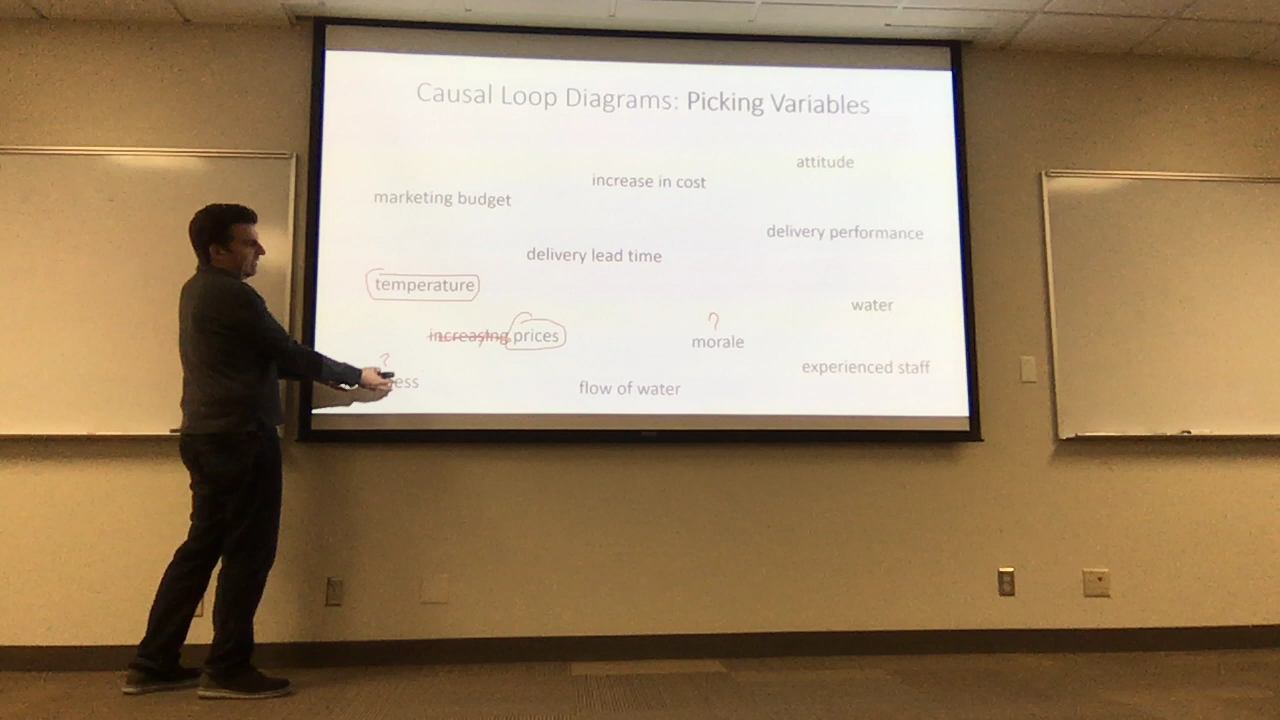 Causal Loop Diagrams: Picking Variables
attitude
increase in cost
marketing budget
delivery performance
delivery lead time
temperature
water
?
increasing prices
morale
?
experienced staff
ess
flow of water